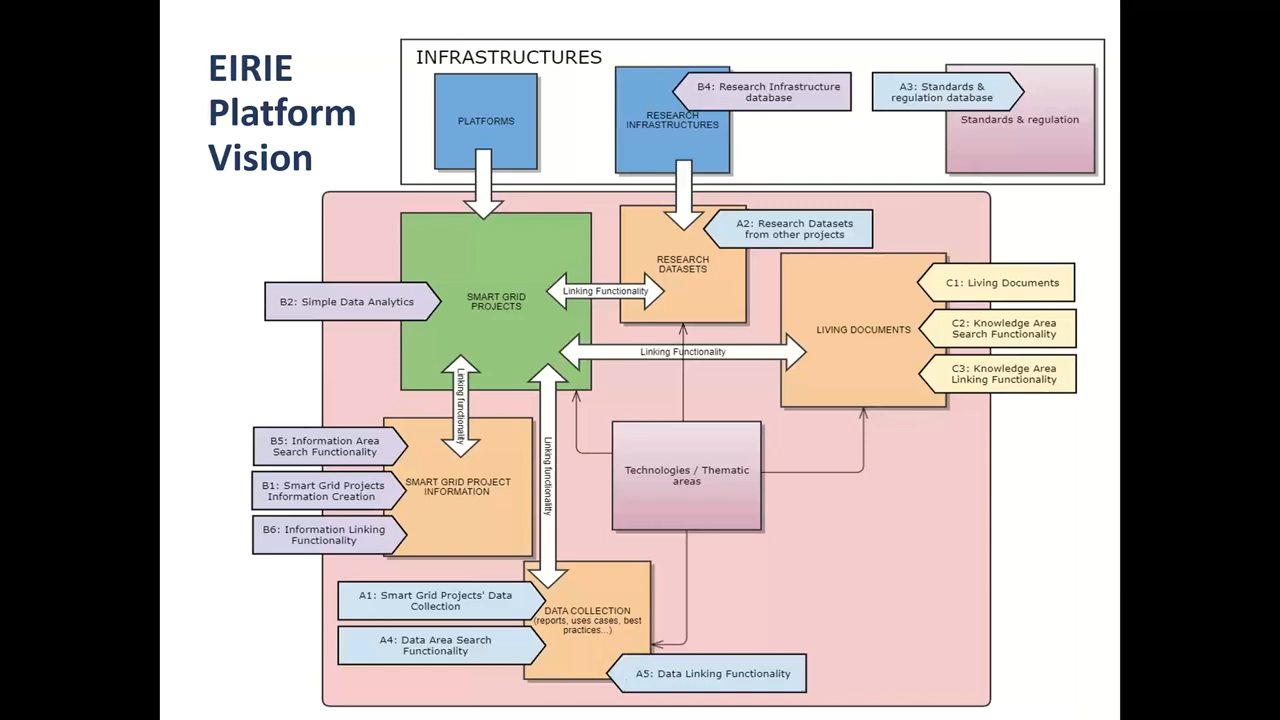 EIRIE
Platform
Vision
INFRASTRUCTURES
PLATFORMS
RESEARCH
INFRASTRUCTURES
B4: Research Infrastructure
database
A3: Standards &
regulation database
Standards & regulation
A2: Research Datasets
from other projects
RESEARCH
DATASETS
SMART GRID
PROJECTS
B2: Simple Data Analytics
Linking Functionality
Linking Functionality
LIVING DOCUMENTS
C1: Living Documents
C2: Knowledge Area
Search Functionality
C3: Knowledge Area
Linking Functionality
Linking functionality
Linking functionality
B5: Information Area
Search Functionality
B1: Smart Grid Projects
Information Creation
B6: Information Linking
Functionality
SMART GRID PROJECT
INFORMATION
Technologies / Thematic
areas
A1: Smart Grid Projects' Data
Collection
A4: Data Area Search
Functionality
DATA COLLECTION
(reports, uses cases, best
practices...)
A5: Data Linking Functionality